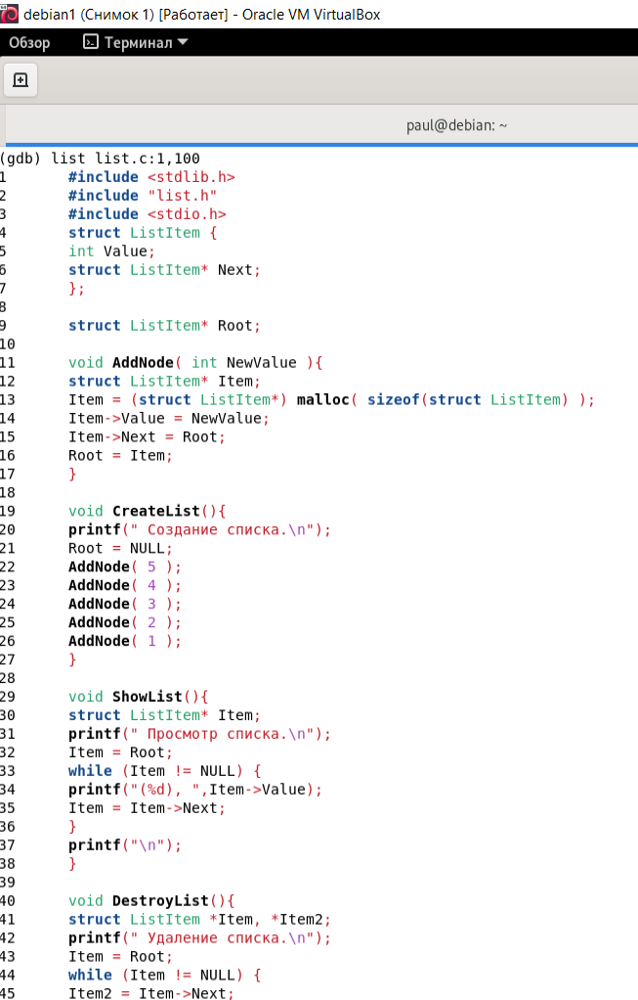 debian1 (Снимок 1) [Работает] - Oracle VM VirtualBox
Обзор Терминал
paul@debian: ~
(gdb) list list.c:1,100
1 #include <stdlib.h>
2 #include "list.h"
3 #include <stdio.h>
4 struct ListItem {
5 int Value;
6 struct ListItem* Next;
7 };
8
9 struct ListItem* Root;
10
11 void AddNode( int NewValue ){
12 struct ListItem* Item;
13 Item = (struct ListItem*) malloc( sizeof(struct ListItem) );
14 Item->Value = NewValue;
15 Item->Next = Root;
16 Root = Item;
17 }
18
19 void CreateList(){
20 printf(" Создание списка.\n");
21 Root = NULL;
22 AddNode( 5 );
23 AddNode( 4 );
24 AddNode( 3 );
25 AddNode( 2 );
26 AddNode( 1 );
27 }
28
29 void ShowList(){
30 struct ListItem* Item;
31 printf(" Просмотр списка.\n");
32 Item = Root;
33 while (Item != NULL) {
34 printf("(%d), ",Item->Value);
35 Item = Item->Next;
36 }
37 printf("\n");
38 }
39
40 void DestroyList(){
41 struct ListItem *Item, *Item2;
42 printf(" Удаление списка.\n");
43 Item = Root;
44 while (Item != NULL) {
45 Item2 = Item->Next;